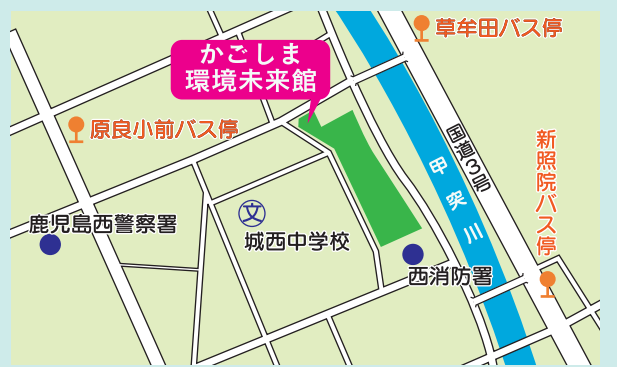 草牟田バス停
かごしま
環境未来館
原良小前バス停
国道3号
新照院バス停
甲突川
文
鹿児島西警察署
城西中学校
西消防署